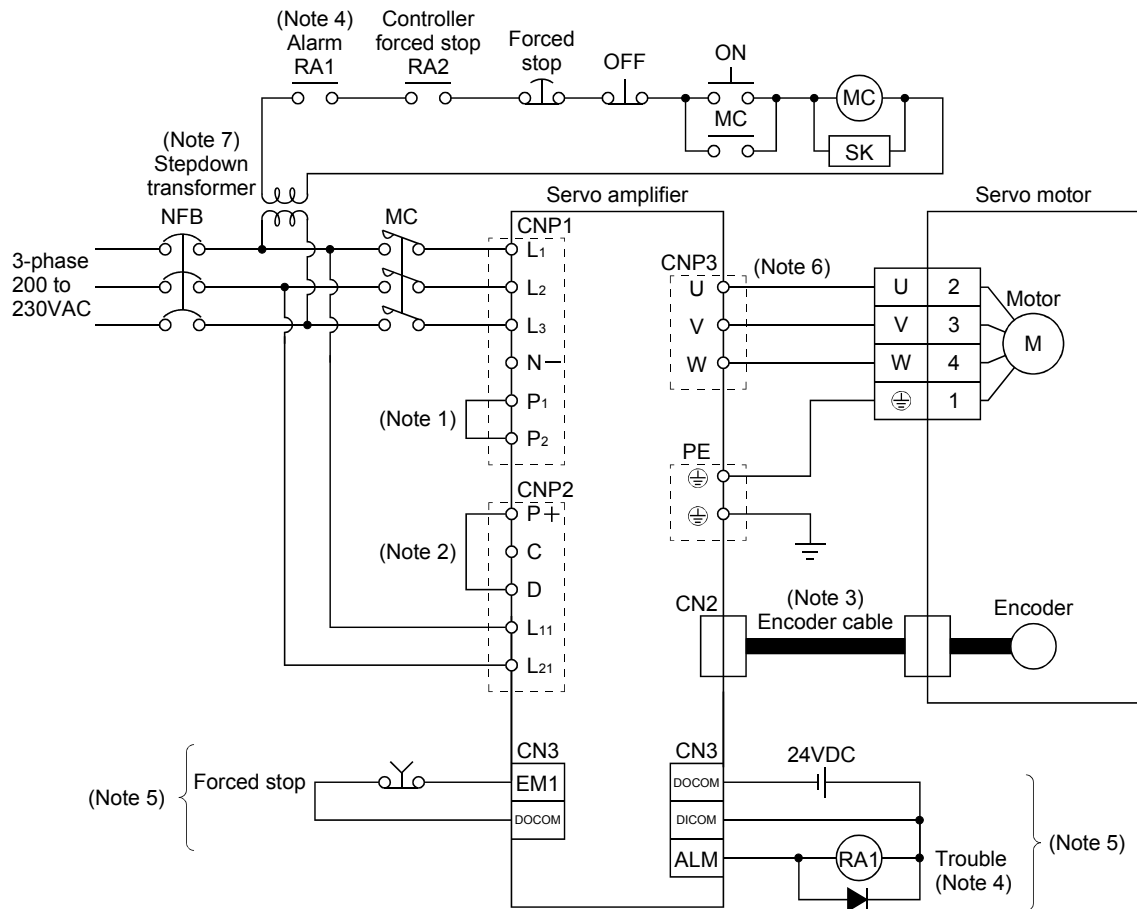 (Note 4)
Alarm
RA1
Controller
forced stop
RA2
Forced
stop
OFF
ON
MC
MC
SK
(Note 7)
Stepdown
transformer
NFB
MC
3-phase
200 to
230VAC
Servo amplifier
Servo motor
CNP1
L1
L2
L3
N−
P1
P2
(Note 1)
CNP2
P+
C
D
L11
L21
(Note 2)
CNP3
U
V
W
(Note 6)
U 2
V 3
W 4
1
Motor
M
PE
CN2
(Note 3)
Encoder cable
Encoder
(Note 5)
Forced stop
CN3
EM1
DOCOM
CN3
DOCOM
DICOM
ALM
24VDC
RA1
Trouble
(Note 4)
(Note 5)